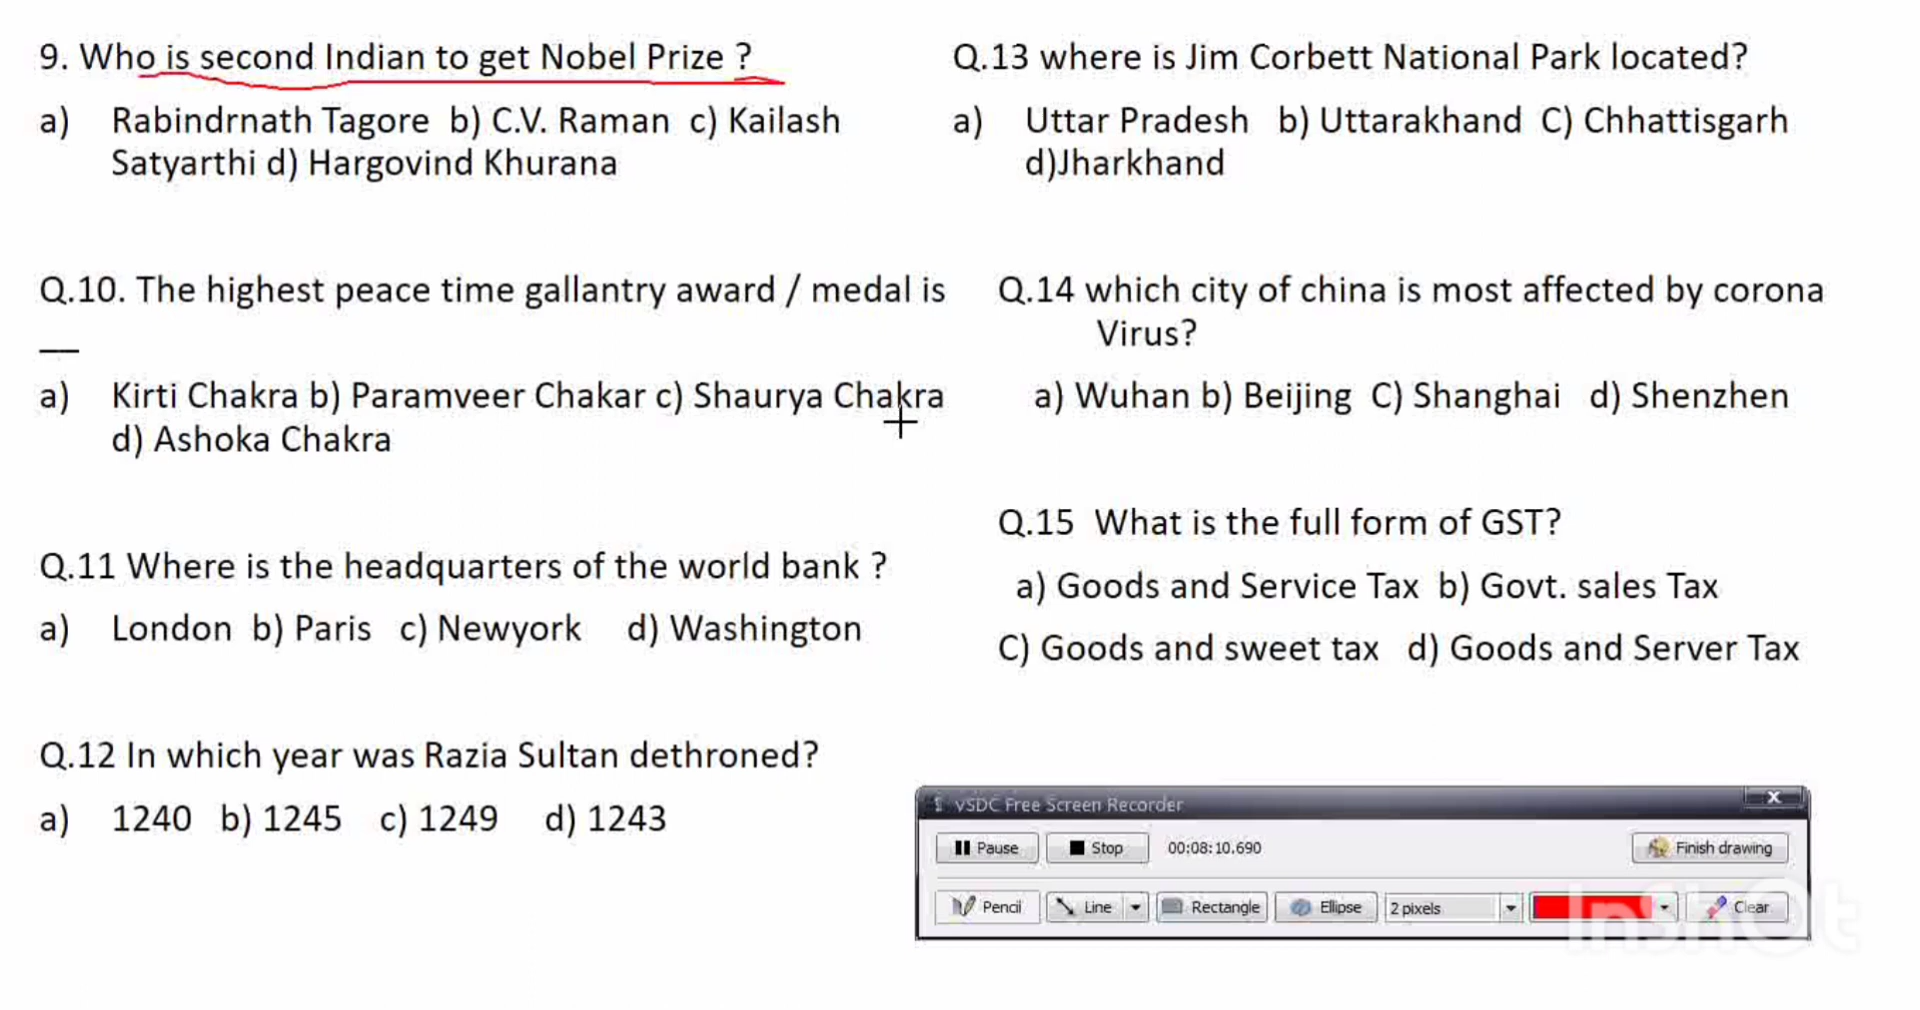 9. Who is second Indian to get Nobel Prize ?
a) Rabindrnath Tagore b) C.V. Raman c) Kailash
Satyarthi d) Hargovind Khurana
Q.10. The highest peace time gallantry award / medal is
__
a) Kirti Chakra b) Paramveer Chakar c) Shaurya Chakra
d) Ashoka Chakra
Q.11 Where is the headquarters of the world bank ?
a) London b) Paris c) Newyork d) Washington
Q.12 In which year was Razia Sultan dethroned?
a) 1240 b) 1245 c) 1249 d) 1243
Q.13 where is Jim Corbett National Park located?
a) Uttar Pradesh b) Uttarakhand C) Chhattisgarh
d)Jharkhand
Q.14 which city of china is most affected by corona
Virus?
a) Wuhan b) Beijing C) Shanghai d) Shenzhen
Q.15 What is the full form of GST?
a) Goods and Service Tax b) Govt. sales Tax
C) Goods and sweet tax d) Goods and Server Tax
vSDC Free Screen Recorder X
Pause Stop 00:08:10.690 Finish drawing
Pencil Line Rectangle Ellipse 2 pixels Clear
InShOt